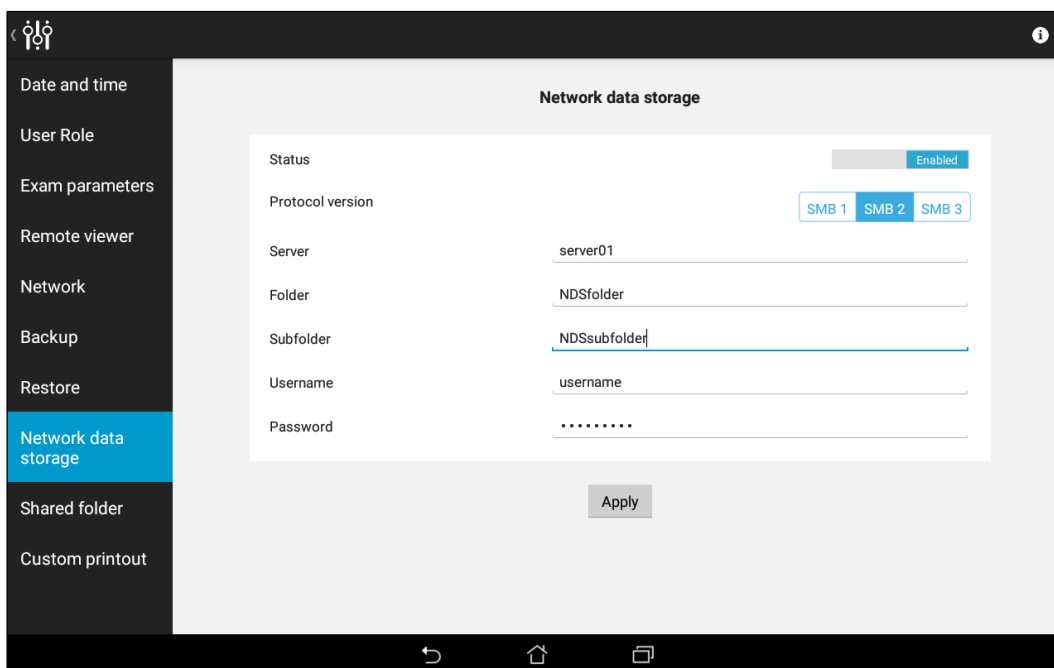 Date and time
User Role
Exam parameters
Remote viewer
Network
Backup
Restore
Network data
storage
Shared folder
Custom printout
Network data storage
Status
Enabled
Protocol version
SMB 1 SMB 2 SMB 3
Server server01
Folder NDSfolder
Subfolder NDSsubfolder
Username username
Password •••••••••
Apply